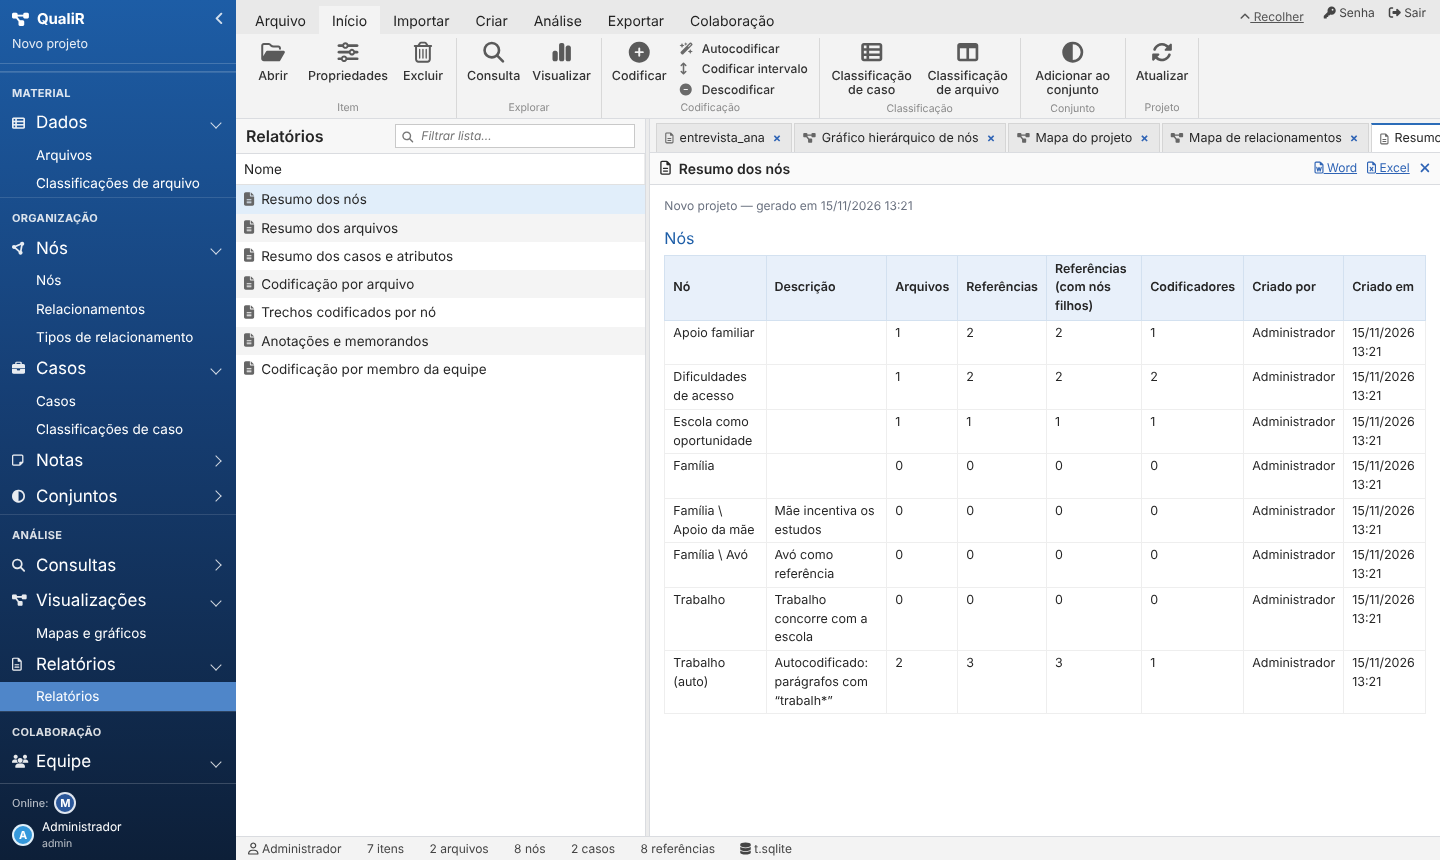 QualiR
Novo projeto
MATERIAL
Dados
Arquivos
Classificações de arquivo
ORGANIZAÇÃO
Nós
Nós
Relacionamentos
Tipos de relacionamento
Casos
Casos
Classificações de caso
Notas
Conjuntos
ANÁLISE
Consultas
Visualizações
Mapas e gráficos
Relatórios
Relatórios
COLABORAÇÃO
Equipe
Online: M
A Administrador
admin
Arquivo Início Importar Criar Análise Exportar Colaboração
Recolher Senha Sair
Abrir Propriedades Excluir
Item
Consulta Visualizar
Explorar
Codificar
Autocodificar
Codificar intervalo
Descodificar
Codificação
Classificação de caso
Classificação de arquivo
Classificação
Adicionar ao conjunto
Conjunto
Atualizar
Projeto
Relatórios Filtrar lista...
Nome
Resumo dos nós
Resumo dos arquivos
Resumo dos casos e atributos
Codificação por arquivo
Trechos codificados por nó
Anotações e memorandos
Codificação por membro da equipe
entrevista_ana × Gráfico hierárquico de nós × Mapa do projeto × Mapa de relacionamentos × Resumo
Resumo dos nós Word Excel ×
Novo projeto — gerado em 15/11/2026 13:21
Nós
Nó Descrição Arquivos Referências Referências (com nós filhos) Codificadores Criado por Criado em
Apoio familiar 1 2 2 1 Administrador 15/11/2026 13:21
Dificuldades de acesso 1 2 2 2 Administrador 15/11/2026 13:21
Escola como oportunidade 1 1 1 1 Administrador 15/11/2026 13:21
Família 0 0 0 0 Administrador 15/11/2026 13:21
Família \ Apoio da mãe Mãe incentiva os estudos 0 0 0 0 Administrador 15/11/2026 13:21
Família \ Avó Avó como referência 0 0 0 0 Administrador 15/11/2026 13:21
Trabalho Trabalho concorre com a escola 0 0 0 0 Administrador 15/11/2026 13:21
Trabalho (auto) Autocodificado: parágrafos com “trabalh*” 2 3 3 1 Administrador 15/11/2026 13:21
Administrador 7 itens 2 arquivos 8 nós 2 casos 8 referências t.sqlite